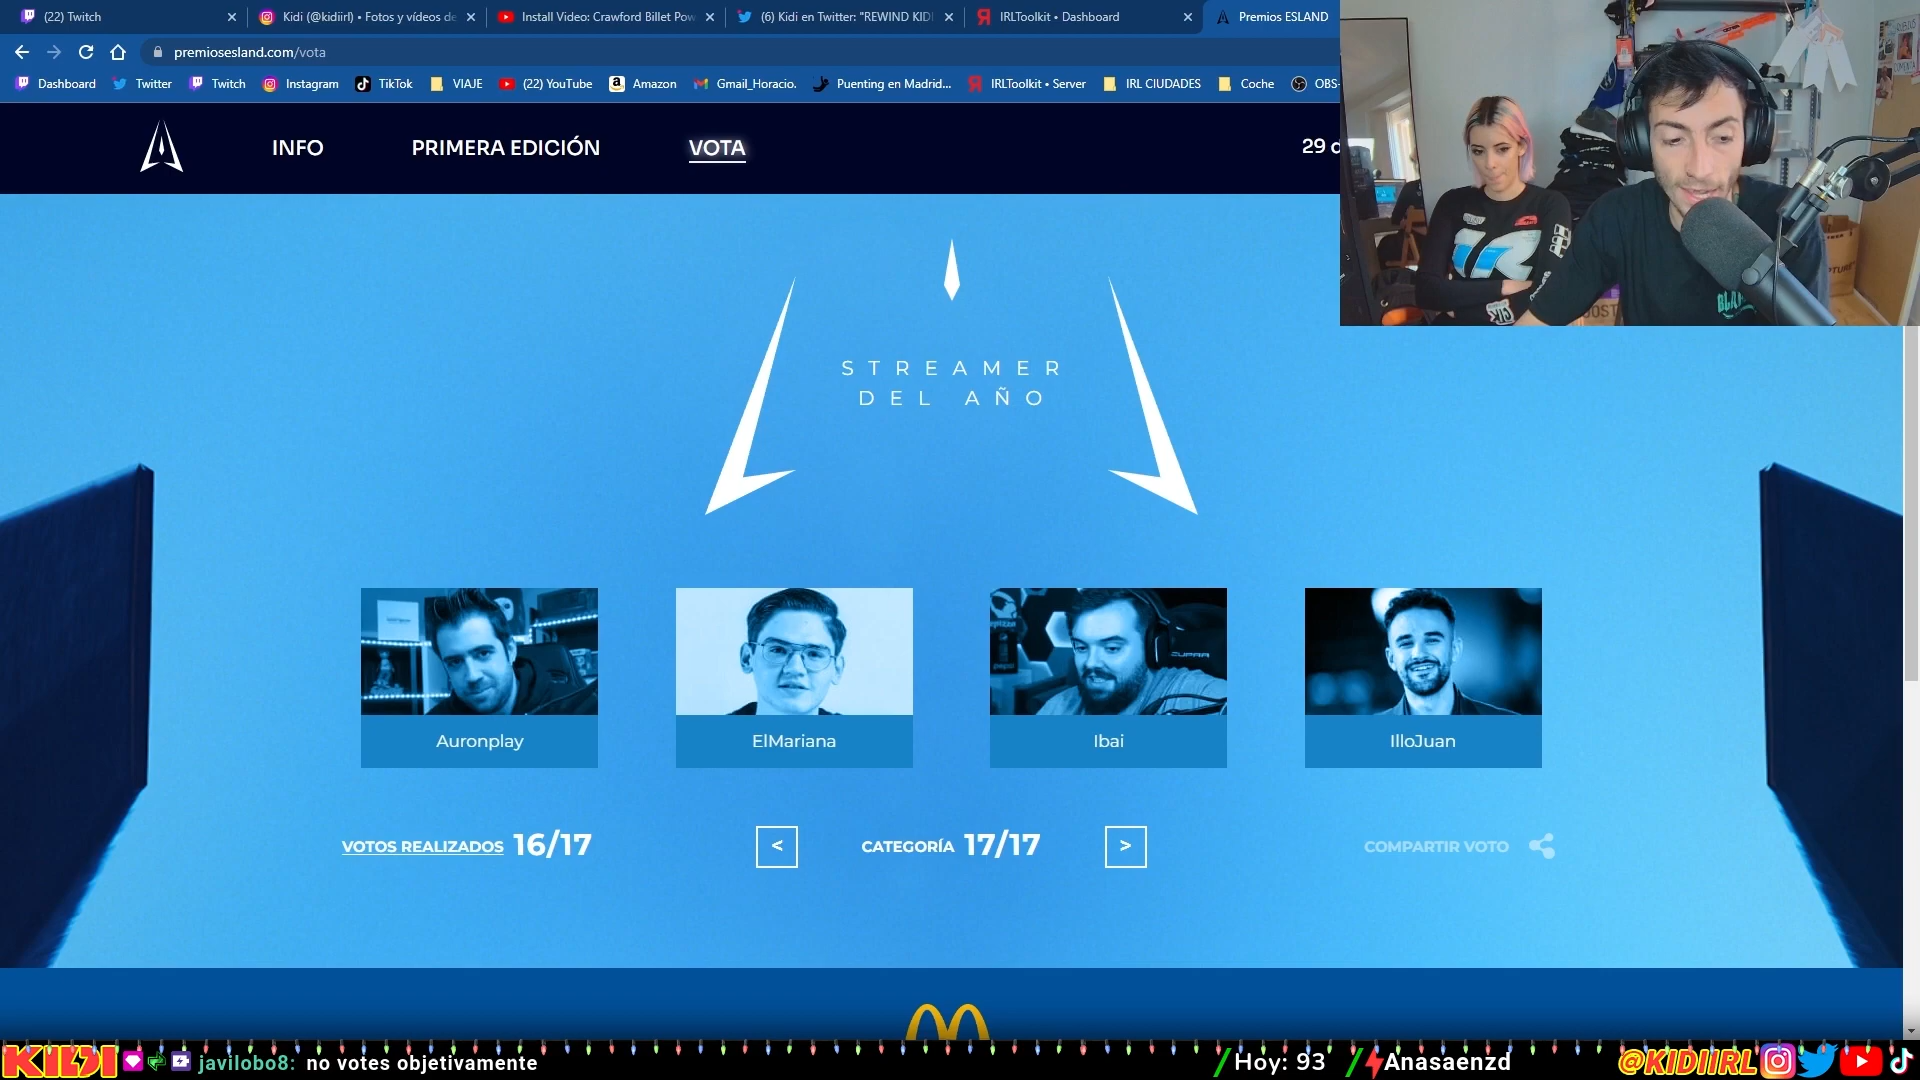 (22) Twitch
Kidi (@kidiirl) • Fotos y vídeos de
Install Video: Crawford Billet Pow
(6) Kidi en Twitter: "REWIND KIDI
IRLToolkit • Dashboard
Premios ESLAND
premiosesland.com/vota
Dashboard
Twitter
Twitch
Instagram
TikTok
VIAJE
(22) YouTube
Amazon
Gmail_Horacio.
Puenting en Madrid...
IRLToolkit • Server
IRL CIUDADES
Coche
OBS-
INFO
PRIMERA EDICIÓN
VOTA
29 d
STREAMER
DEL AÑO
Auronplay
ElMariana
Ibai
IlloJuan
VOTOS REALIZADOS 16/17
<
CATEGORÍA 17/17
>
COMPARTIR VOTO
KIDI
javilobo8: no votes objetivamente
/ Hoy: 93
/ Anasaenzd
@KIDIIRL